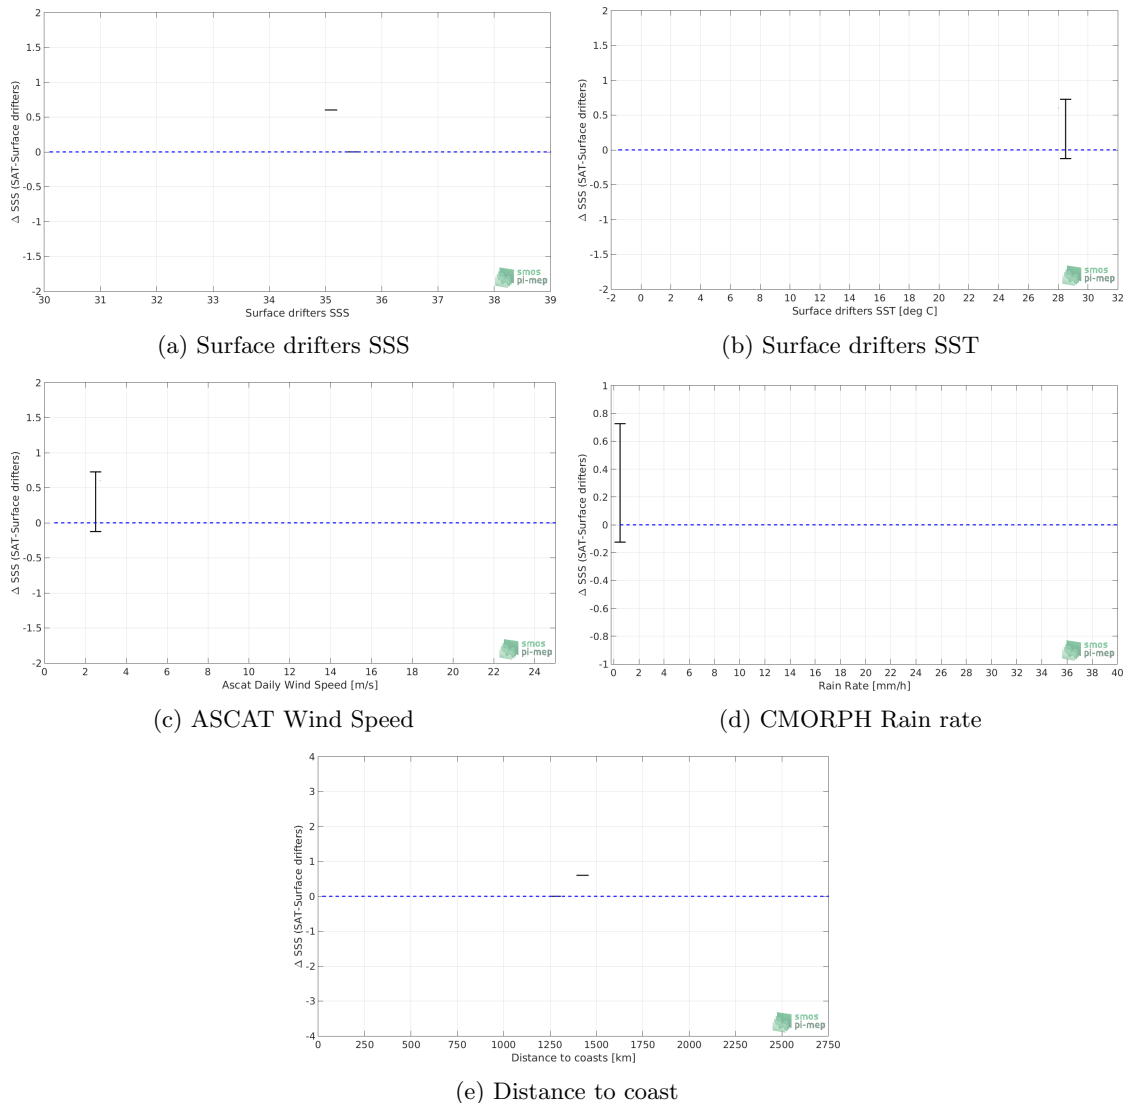 2
1.5
1
0.5
0
-0.5
-1
-1.5
-2
Δ SSS (SAT-Surface drifters)
30 31 32 33 34 35 36 37 38 39
Surface drifters SSS
smos
pi-mep
(a) Surface drifters SSS
2
1.5
1
0.5
0
-0.5
-1
-1.5
-2
Δ SSS (SAT-Surface drifters)
-2 0 2 4 6 8 10 12 14 16 18 20 22 24 26 28 30 32
Surface drifters SST [deg C]
smos
pi-mep
(b) Surface drifters SST
2
1.5
1
0.5
0
-0.5
-1
-1.5
-2
Δ SSS (SAT-Surface drifters)
0 2 4 6 8 10 12 14 16 18 20 22 24
Ascat Daily Wind Speed [m/s]
smos
pi-mep
(c) ASCAT Wind Speed
1
0.8
0.6
0.4
0.2
0
-0.2
-0.4
-0.6
-0.8
-1
Δ SSS (SAT-Surface drifters)
0 2 4 6 8 10 12 14 16 18 20 22 24 26 28 30 32 34 36 38 40
Rain Rate [mm/h]
smos
pi-mep
(d) CMORPH Rain rate
4
3
2
1
0
-1
-2
-3
-4
Δ SSS (SAT-Surface drifters)
0 250 500 750 1000 1250 1500 1750 2000 2250 2500 2750
Distance to coasts [km]
smos
pi-mep
(e) Distance to coast